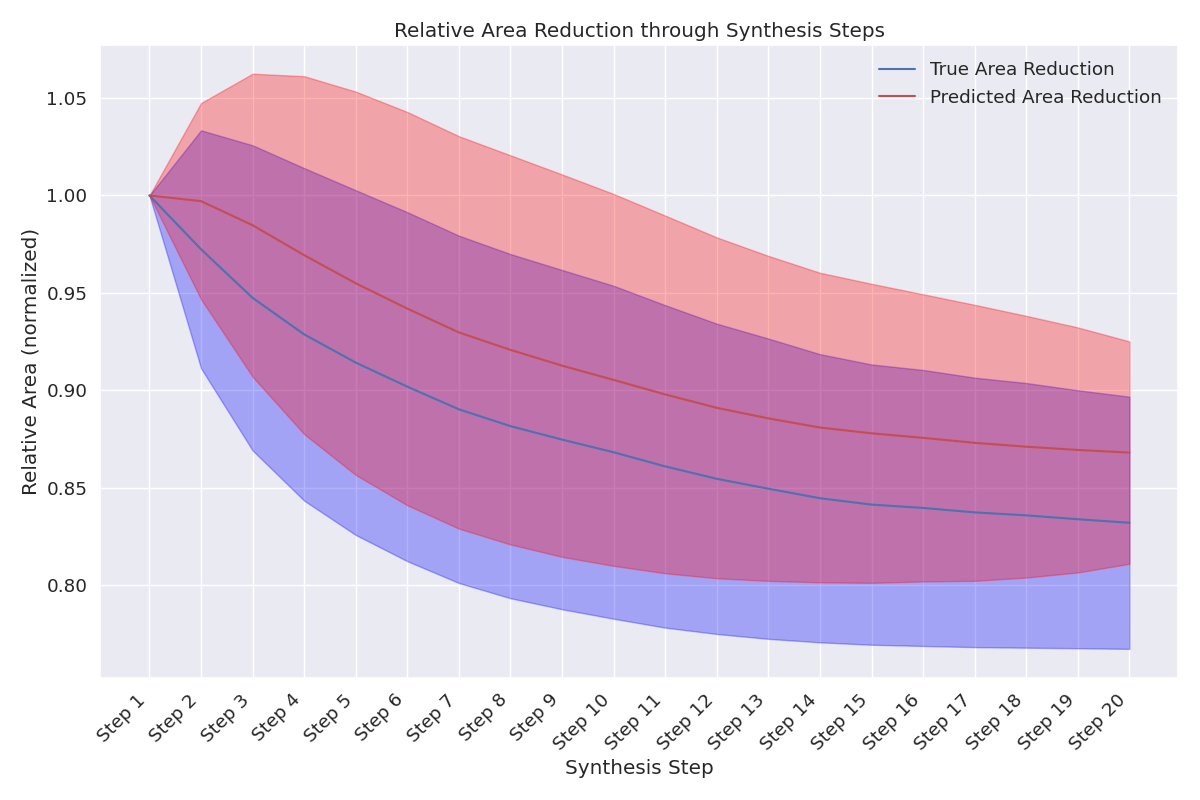 Relative Area Reduction through Synthesis Steps
True Area Reduction
Predicted Area Reduction
Relative Area (normalized)
1.05
1.00
0.95
0.90
0.85
0.80
Step 1
Step 2
Step 3
Step 4
Step 5
Step 6
Step 7
Step 8
Step 9
Step 10
Step 11
Step 12
Step 13
Step 14
Step 15
Step 16
Step 17
Step 18
Step 19
Step 20
Synthesis Step